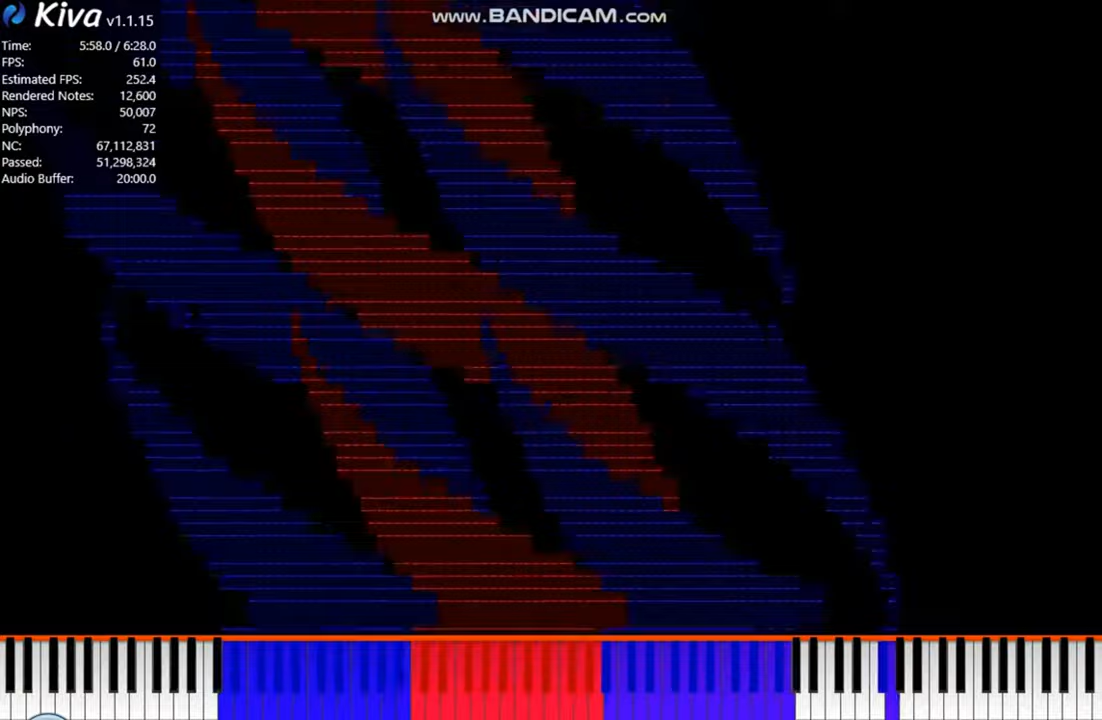 Kiva v1.1.15
WWW.BANDICAM.COM
Time: 5:58.0 / 6:28.0
FPS: 61.0
Estimated FPS: 252.4
Rendered Notes: 12,600
NPS: 50,007
Polyphony: 72
NC: 67,112,831
Passed: 51,298,324
Audio Buffer: 20:00.0